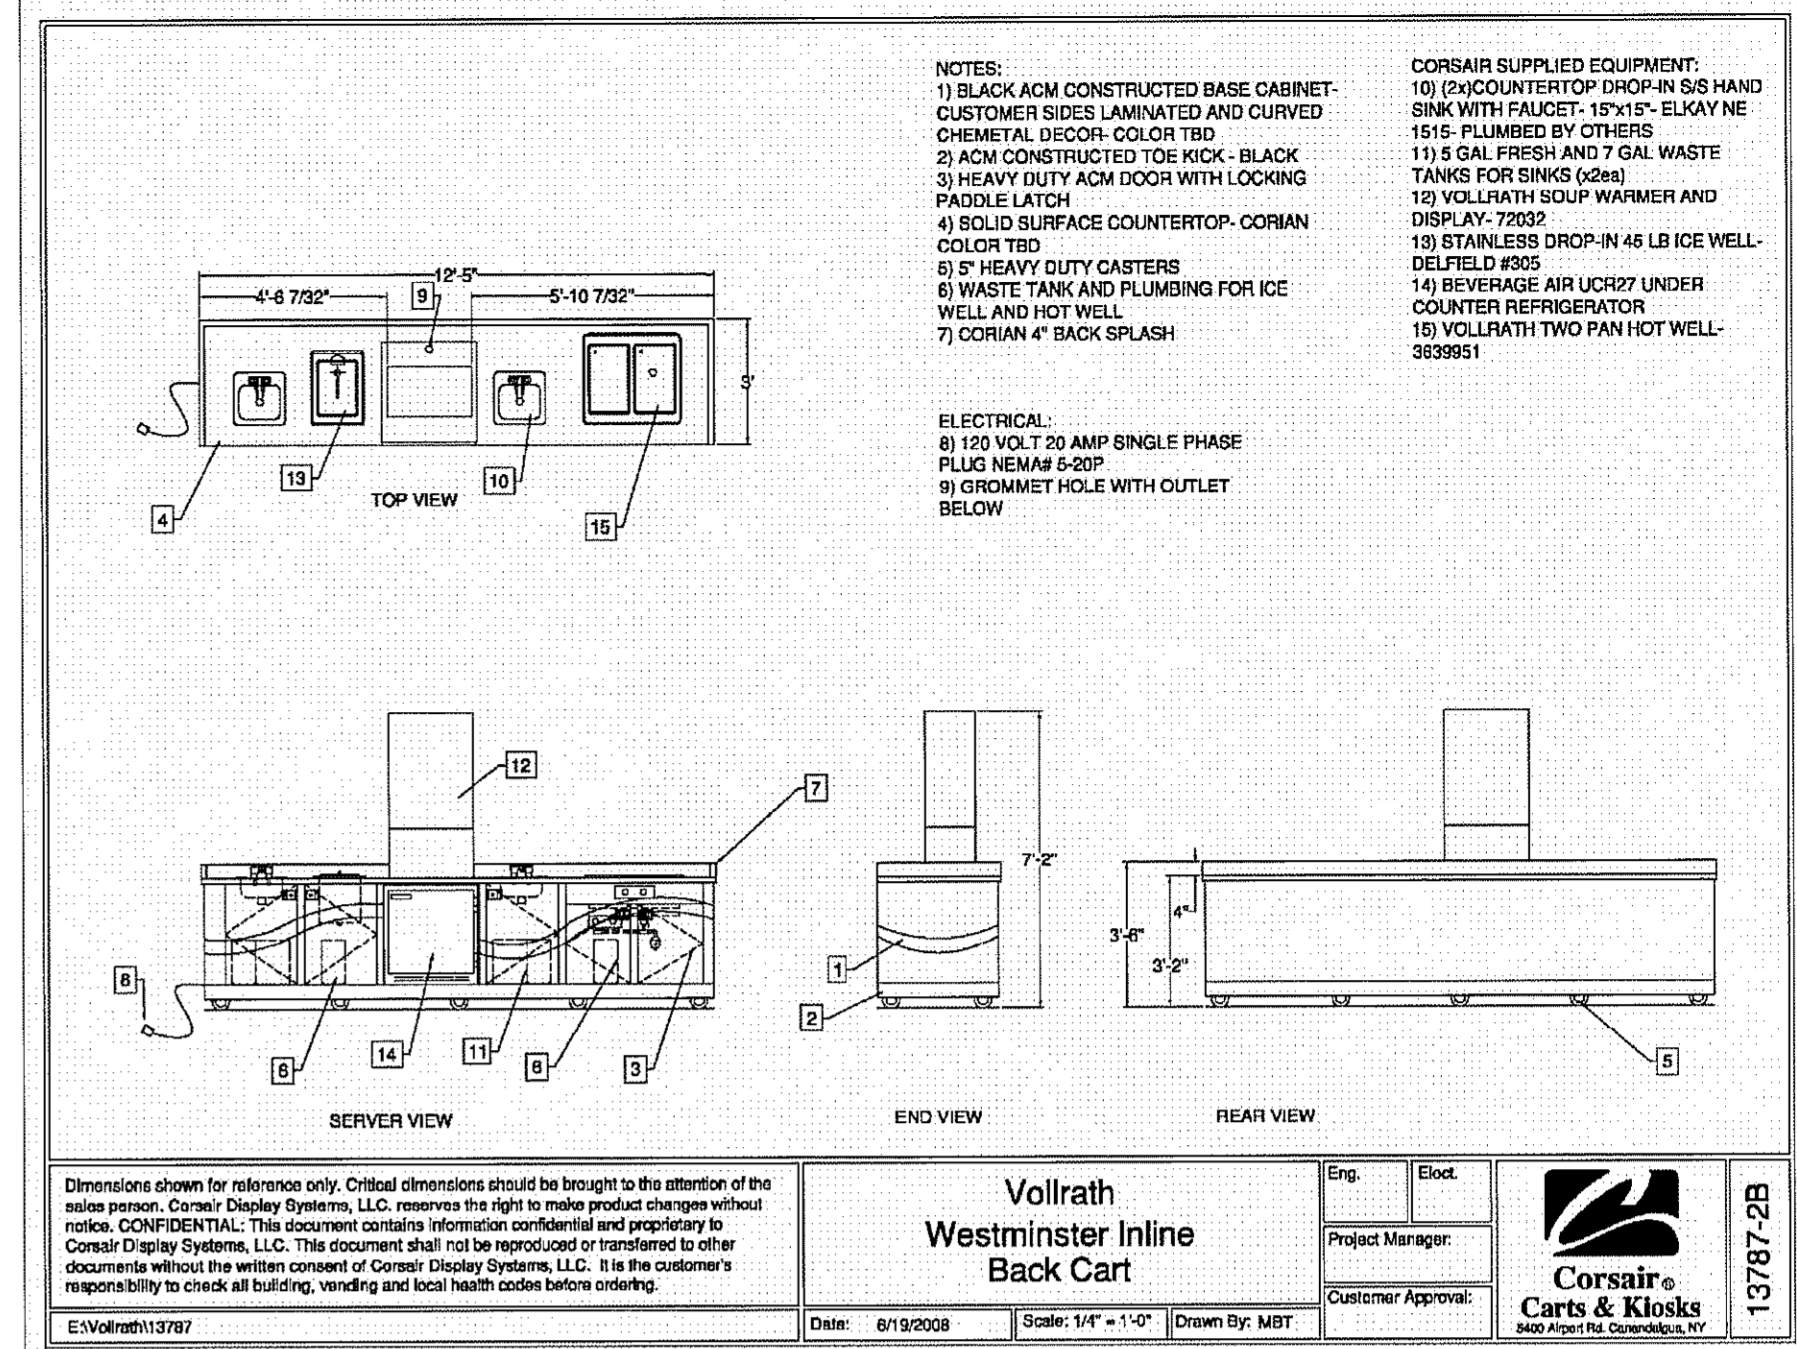 NOTES:
1) BLACK ACM CONSTRUCTED BASE CABINET-
CUSTOMER SIDES LAMINATED AND CURVED
CHEMETAL DECOR- COLOR TBD
2) ACM CONSTRUCTED TOE KICK - BLACK
3) HEAVY DUTY ACM DOOR WITH LOCKING
PADDLE LATCH
4) SOLID SURFACE COUNTERTOP- CORIAN
COLOR TBD
5) 5" HEAVY DUTY CASTERS
6) WASTE TANK AND PLUMBING FOR ICE
WELL AND HOT WELL
7) CORIAN 4" BACK SPLASH
ELECTRICAL:
8) 120 VOLT 20 AMP SINGLE PHASE
PLUG NEMA# 5-20P
9) GROMMET HOLE WITH OUTLET
BELOW
CORSAIR SUPPLIED EQUIPMENT:
10) (2x)COUNTERTOP DROP-IN S/S HAND
SINK WITH FAUCET- 15"x15"- ELKAY NE
1515- PLUMBED BY OTHERS
11) 5 GAL FRESH AND 7 GAL WASTE
TANKS FOR SINKS (x2ea)
12) VOLLRATH SOUP WARMER AND
DISPLAY- 72032
13) STAINLESS DROP-IN 45 LB ICE WELL-
DELFIELD #305
14) BEVERAGE AIR UCR27 UNDER
COUNTER REFRIGERATOR
15) VOLLRATH TWO PAN HOT WELL-
3639951
12'-5"
4'-6 7/32"
9
5'-10 7/32"
3'
13
10
4
15
TOP VIEW
12
7
8
6
14
11
6
3
SERVER VIEW
7'-2"
1
2
END VIEW
4"
3'-6"
3'-2"
5
REAR VIEW
Dimensions shown for reference only. Critical dimensions should be brought to the attention of the
sales person. Corsair Display Systems, LLC. reserves the right to make product changes without
notice. CONFIDENTIAL: This document contains information confidential and proprietary to
Corsair Display Systems, LLC. This document shall not be reproduced or transferred to other
documents without the written consent of Corsair Display Systems, LLC. It is the customer's
responsibility to check all building, vending and local health codes before ordering.
E:\Vollrath\13787
Vollrath
Westminster Inline
Back Cart
Date: 6/19/2008
Scale: 1/4" = 1'-0"
Drawn By: MBT
Eng.
Elect.
Project Manager:
Customer Approval:
Corsair®
Carts & Kiosks
5400 Airport Rd. Canandaigua, NY
13787-2B